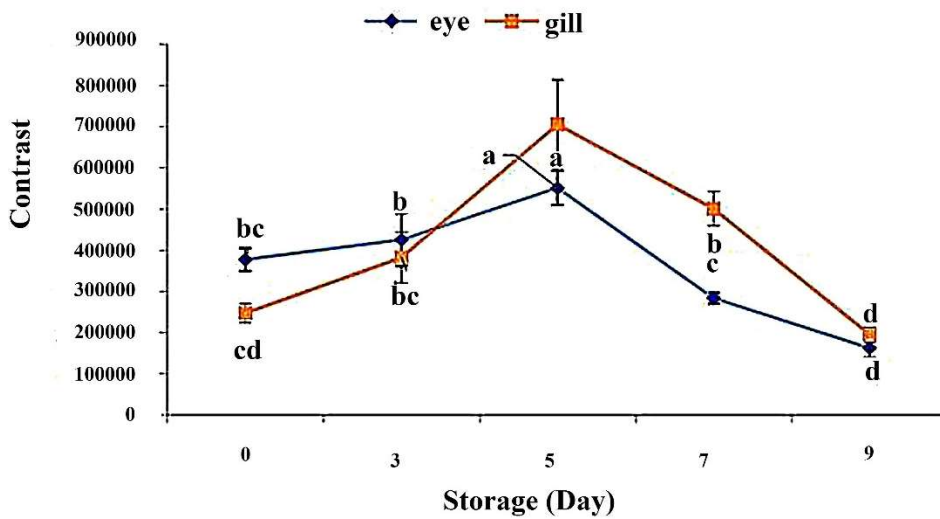 eye gill
900000
800000
700000
600000
500000
400000
300000
200000
100000
0
Contrast
bc
b
a
a
b
c
d
cd
bc
d
0 3 5 7 9
Storage (Day)